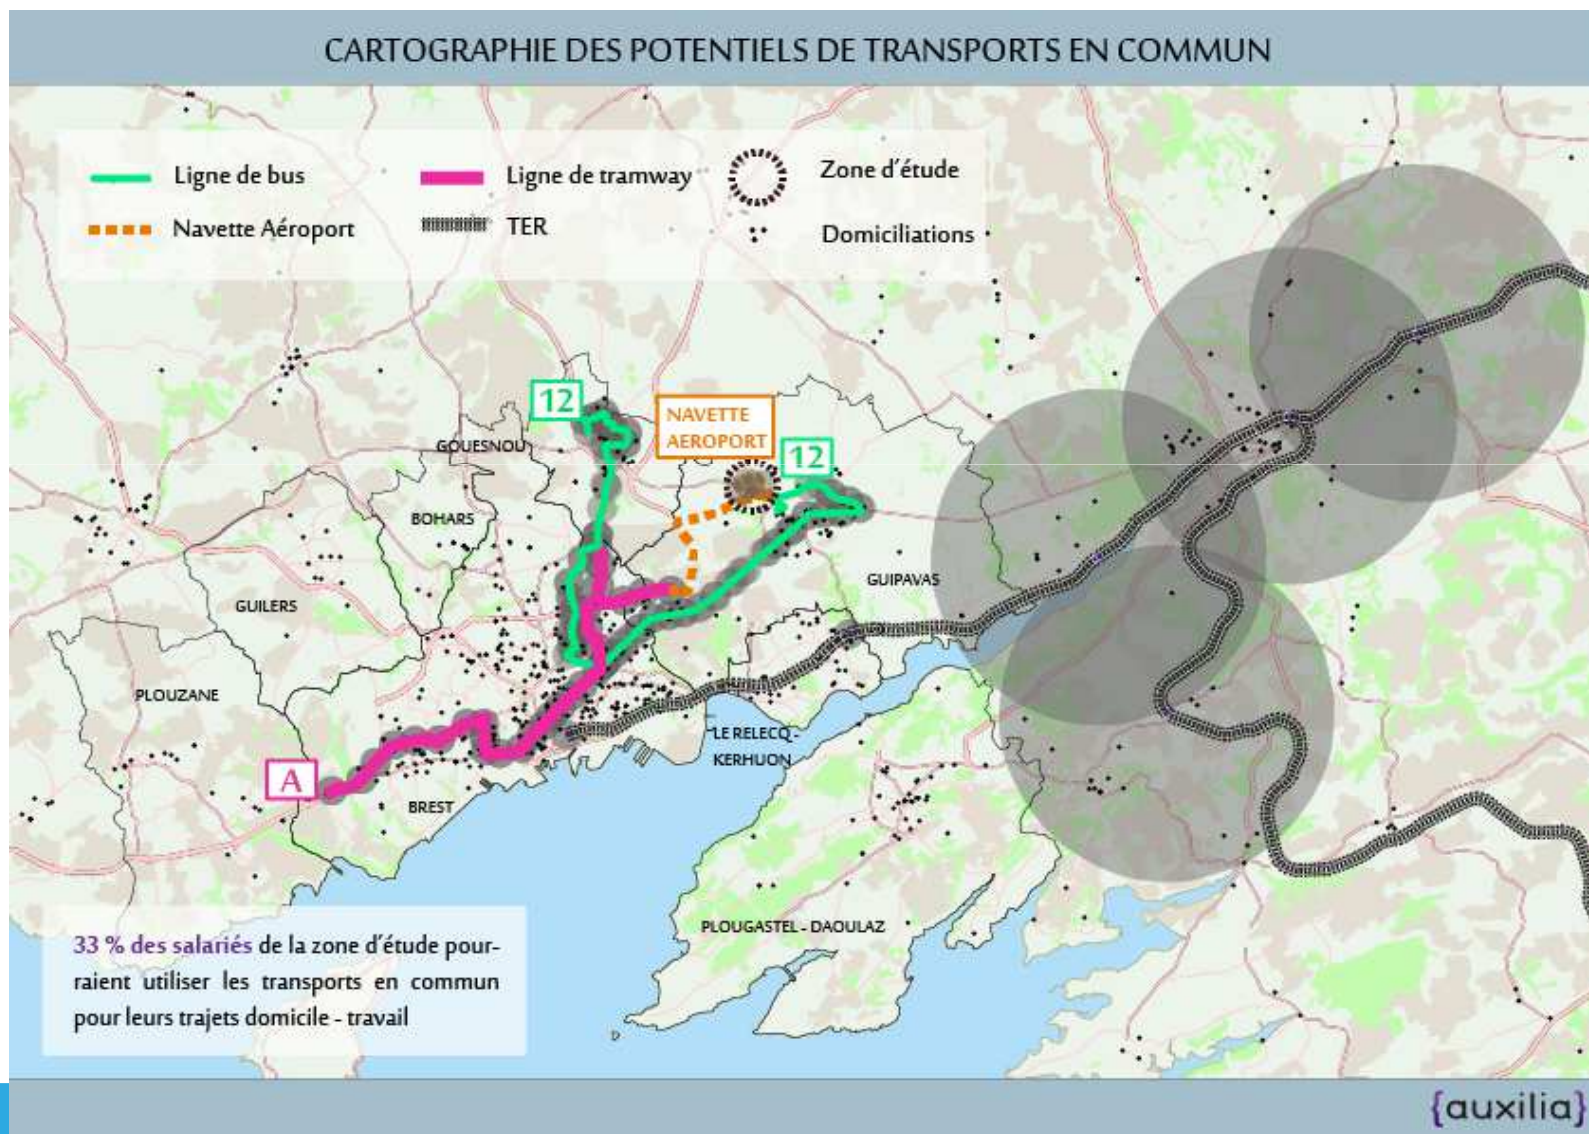 CARTOGRAPHIE DES POTENTIELS DE TRANSPORTS EN COMMUN
Ligne de bus
Ligne de tramway
Zone d'étude
Navette Aéroport
TER
Domiciliations
12
NAVETTE
AEROPORT
12
GOUESNOU
BOHARS
GUIPAVAS
GUILERS
PLOUZANE
LE RELECQ -
KERHUON
A
BREST
PLOUGASTEL - DAOULAZ
33 % des salariés de la zone d'étude pour-
raient utiliser les transports en commun
pour leurs trajets domicile - travail
{auxilia}